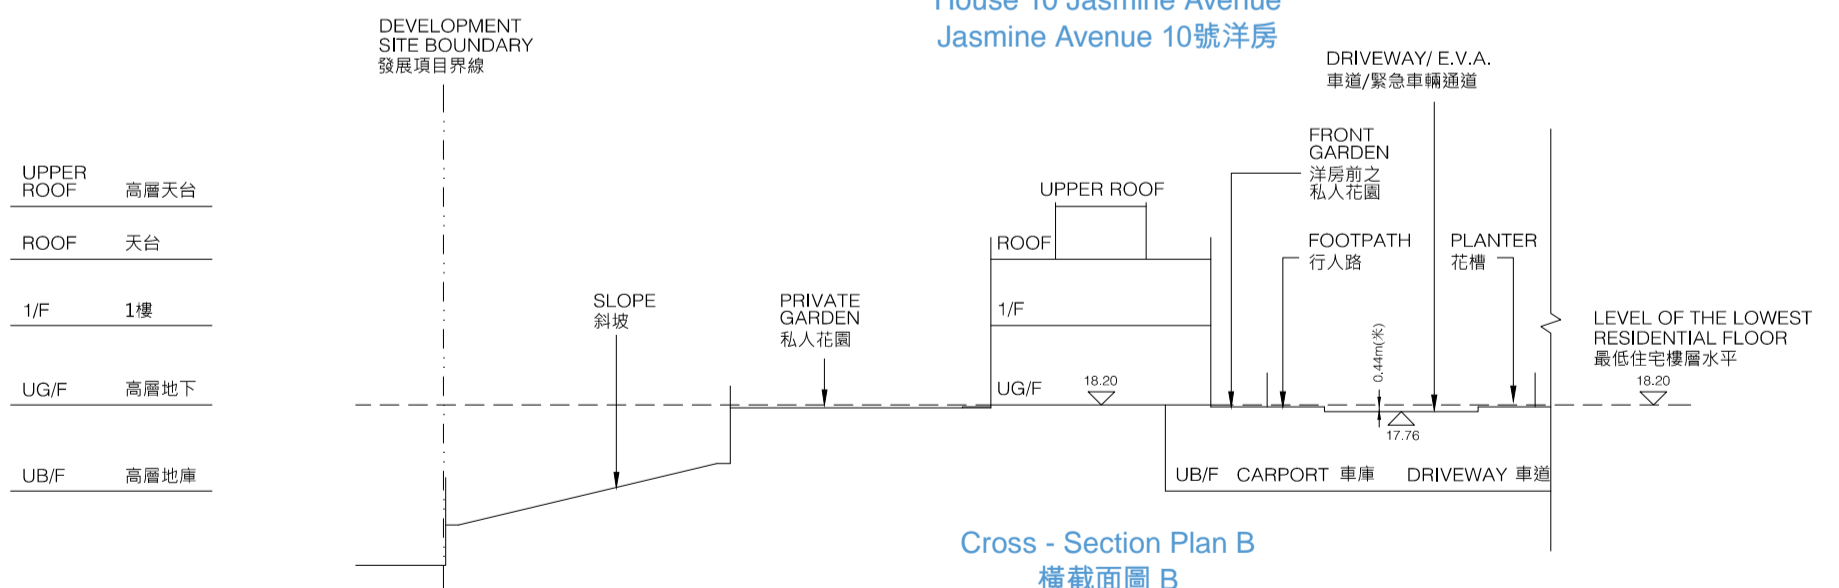 House 10 Jasmine Avenue
Jasmine Avenue 10號洋房
DEVELOPMENT
SITE BOUNDARY
發展項目界線
DRIVEWAY/ E.V.A.
車道/緊急車輛通道
FRONT
GARDEN
洋房前之
私人花園
UPPER
ROOF 高層天台
UPPER ROOF
ROOF 天台
ROOF
FOOTPATH
行人路
PLANTER
花槽
1/F 1樓
SLOPE
斜坡
PRIVATE
GARDEN
私人花園
1/F
0.44m(米)
LEVEL OF THE LOWEST
RESIDENTIAL FLOOR
最低住宅樓層水平
UG/F 高層地下
UG/F
18.20
18.20
17.76
UB/F 高層地庫
UB/F CARPORT 車庫 DRIVEWAY 車道
Cross - Section Plan B
橫截面圖 B